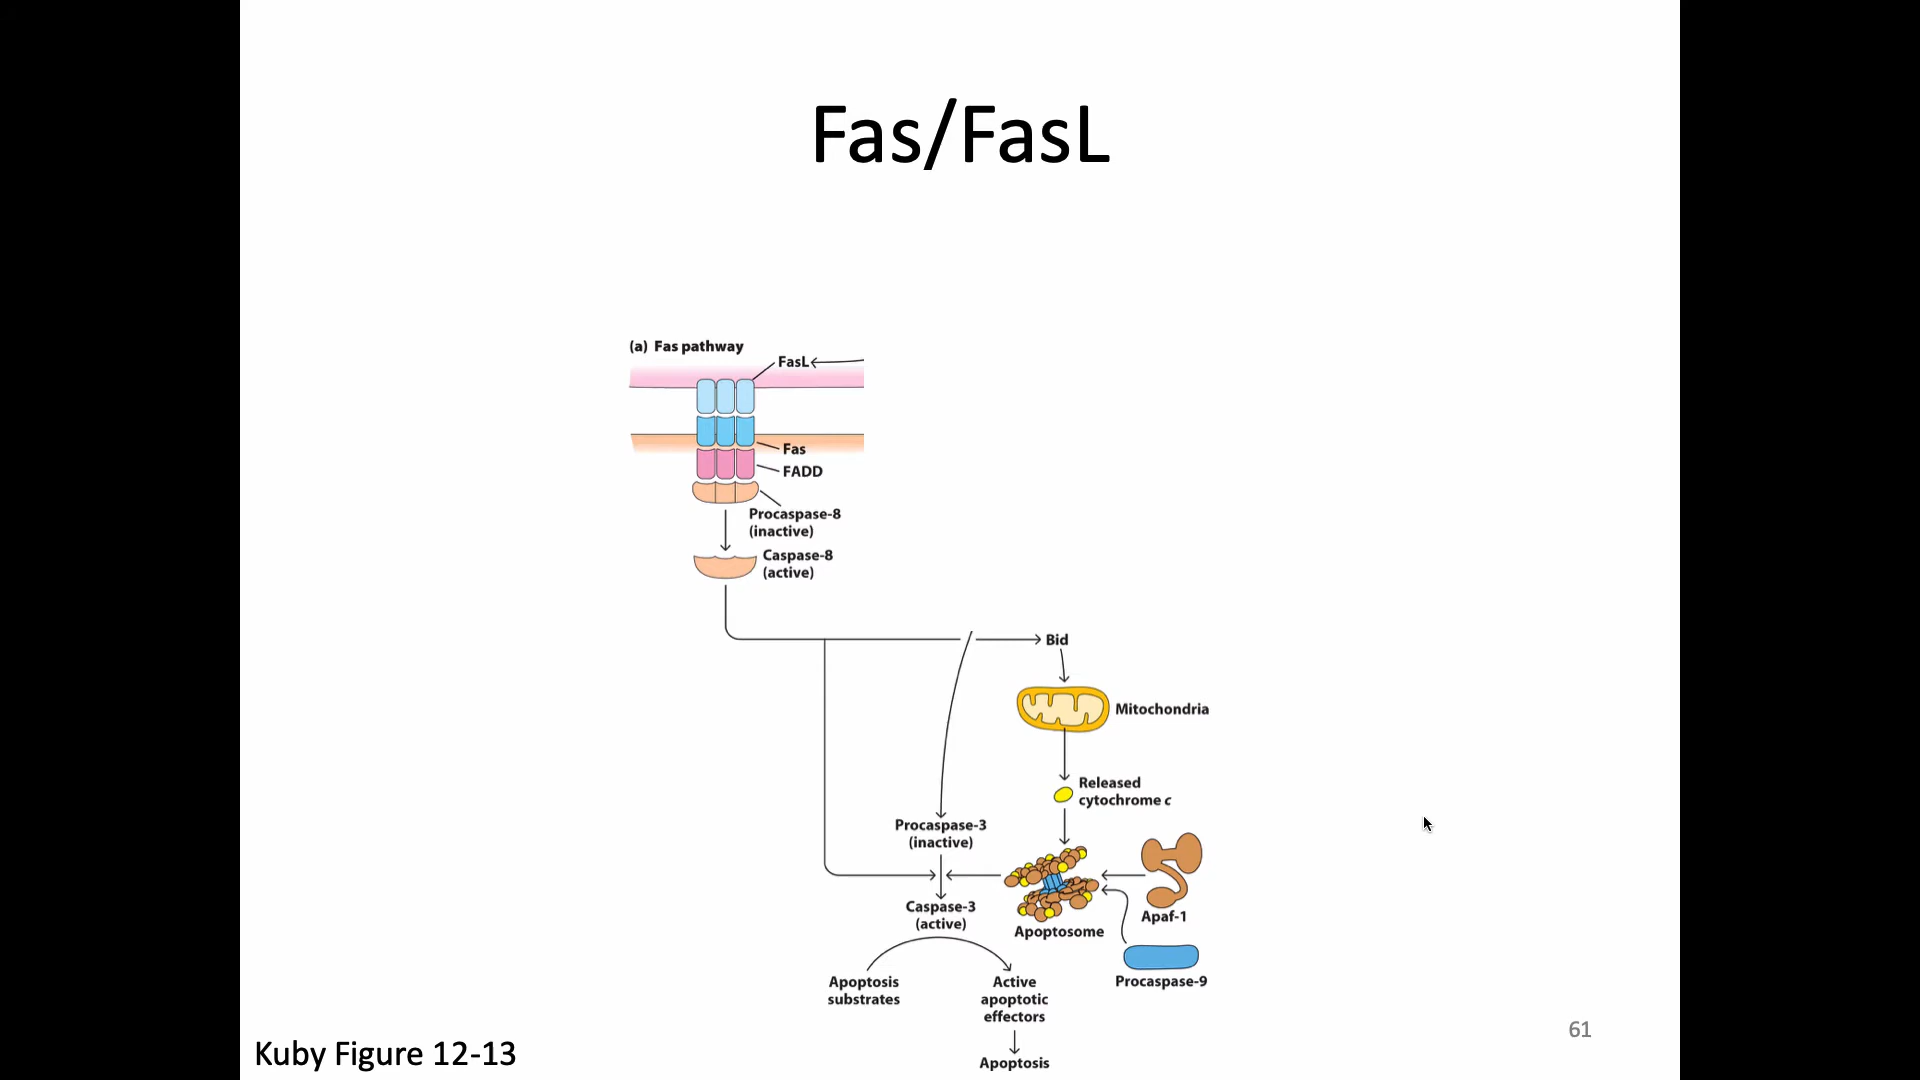 Fas/FasL
(a) Fas pathway
FasL
Fas
FADD
Procaspase-8
(inactive)
Caspase-8
(active)
Bid
Mitochondria
Released
cytochrome c
Procaspase-3
(inactive)
Caspase-3
(active)
Apoptosome
Apaf-1
Procaspase-9
Apoptosis
substrates
Active
apoptotic
effectors
Apoptosis
Kuby Figure 12-13
61